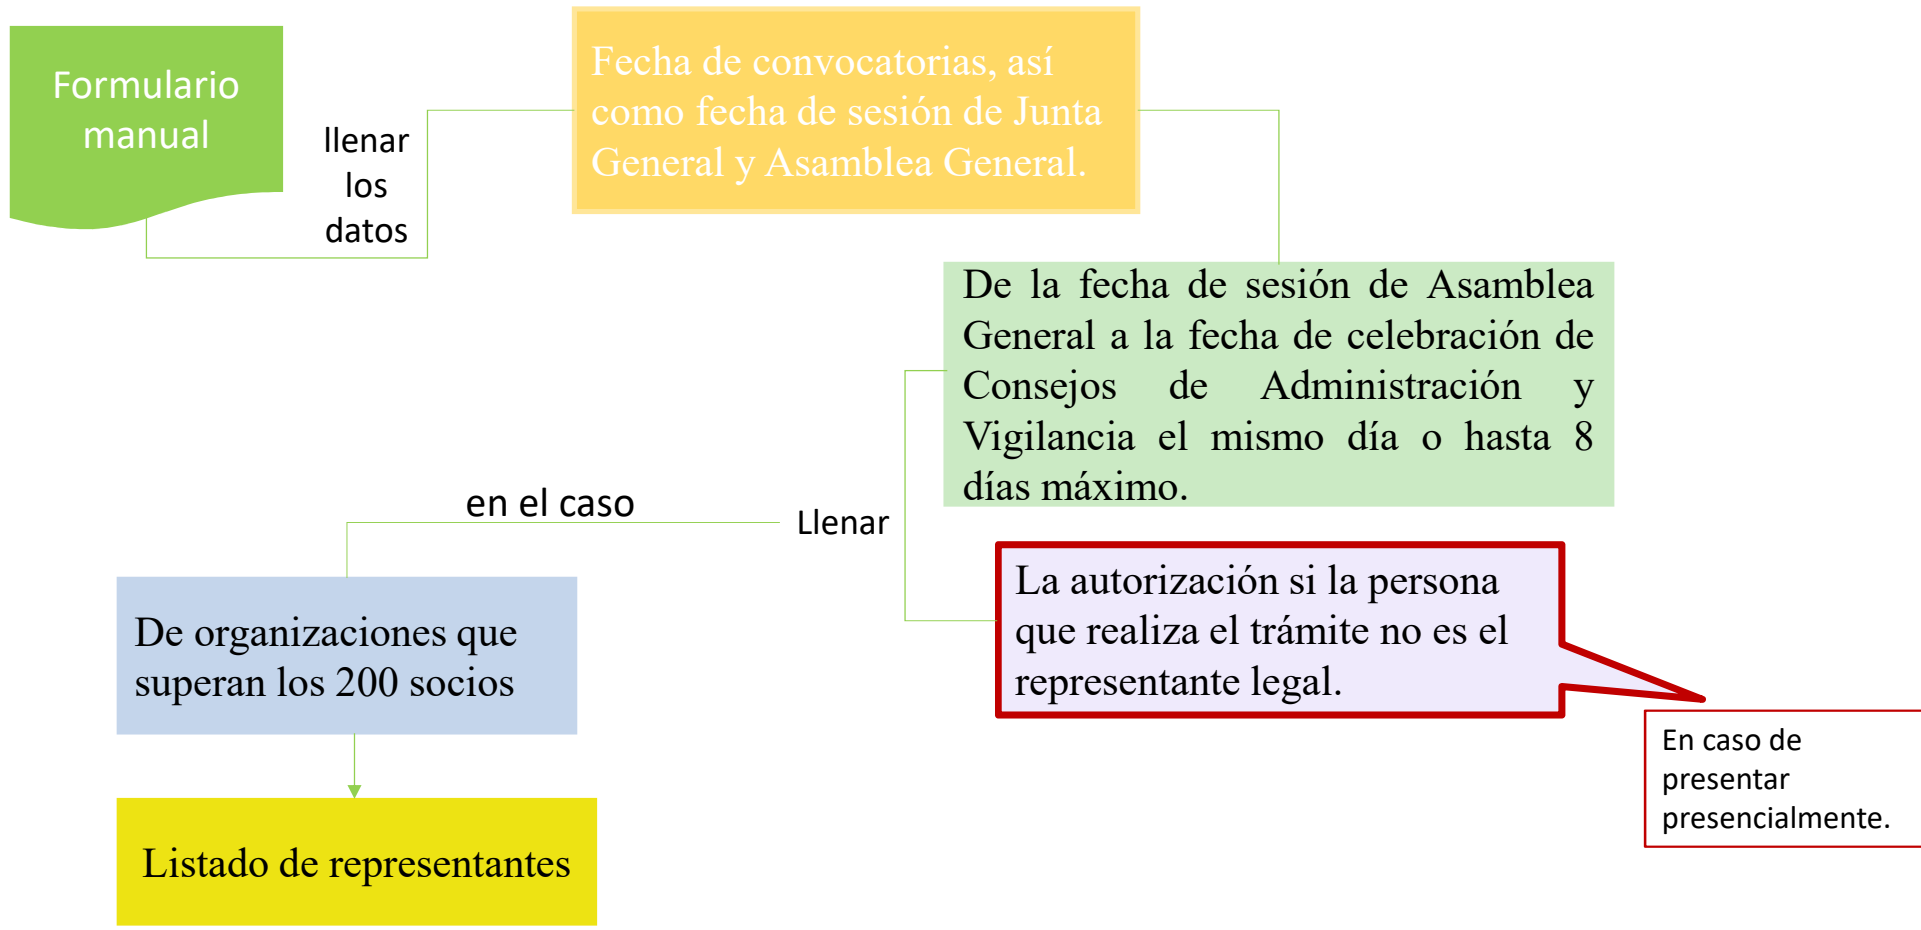 Formulario
manual
llenar
los
datos
Fecha de convocatorias, así
como fecha de sesión de Junta
General y Asamblea General.
De la fecha de sesión de Asamblea
General a la fecha de celebración de
Consejos de Administración y
Vigilancia el mismo día o hasta 8
días máximo.
en el caso
Llenar
La autorización si la persona
que realiza el trámite no es el
representante legal.
De organizaciones que
superan los 200 socios
En caso de
presentar
presencialmente.
Listado de representantes